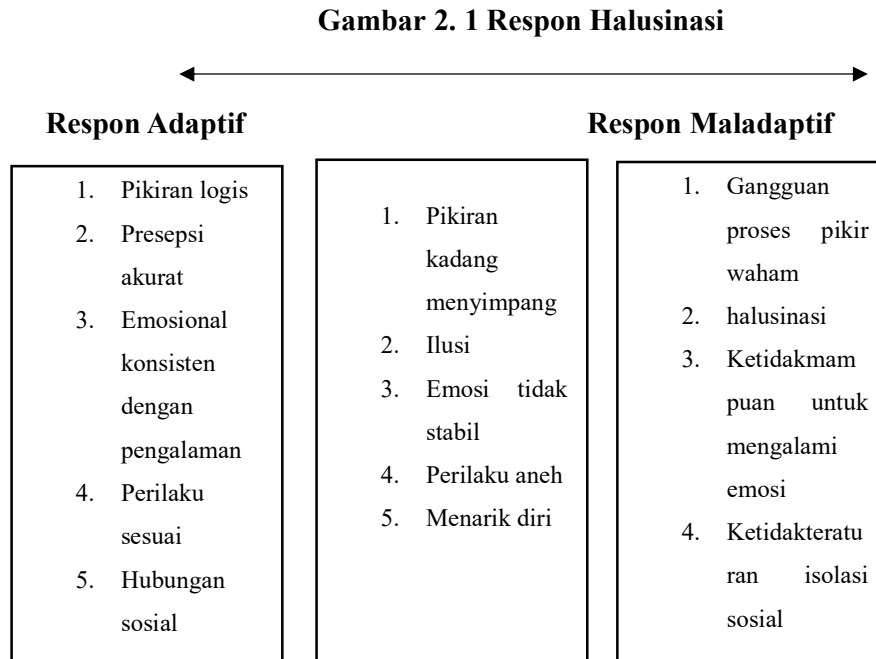 Gambar 2. 1 Respon Halusinasi
Respon Adaptif
Respon Maladaptif
1. Pikiran logis
2. Presepsi
akurat
3. Emosional
konsisten
dengan
pengalaman
4. Perilaku
sesuai
5. Hubungan
sosial
1. Pikiran
kadang
menyimpang
2. Ilusi
3. Emosi tidak
stabil
4. Perilaku aneh
5. Menarik diri
1. Gangguan
proses pikir
waham
2. halusinasi
3. Ketidakmam
puan untuk
mengalami
emosi
4. Ketidakteratu
ran isolasi
sosial